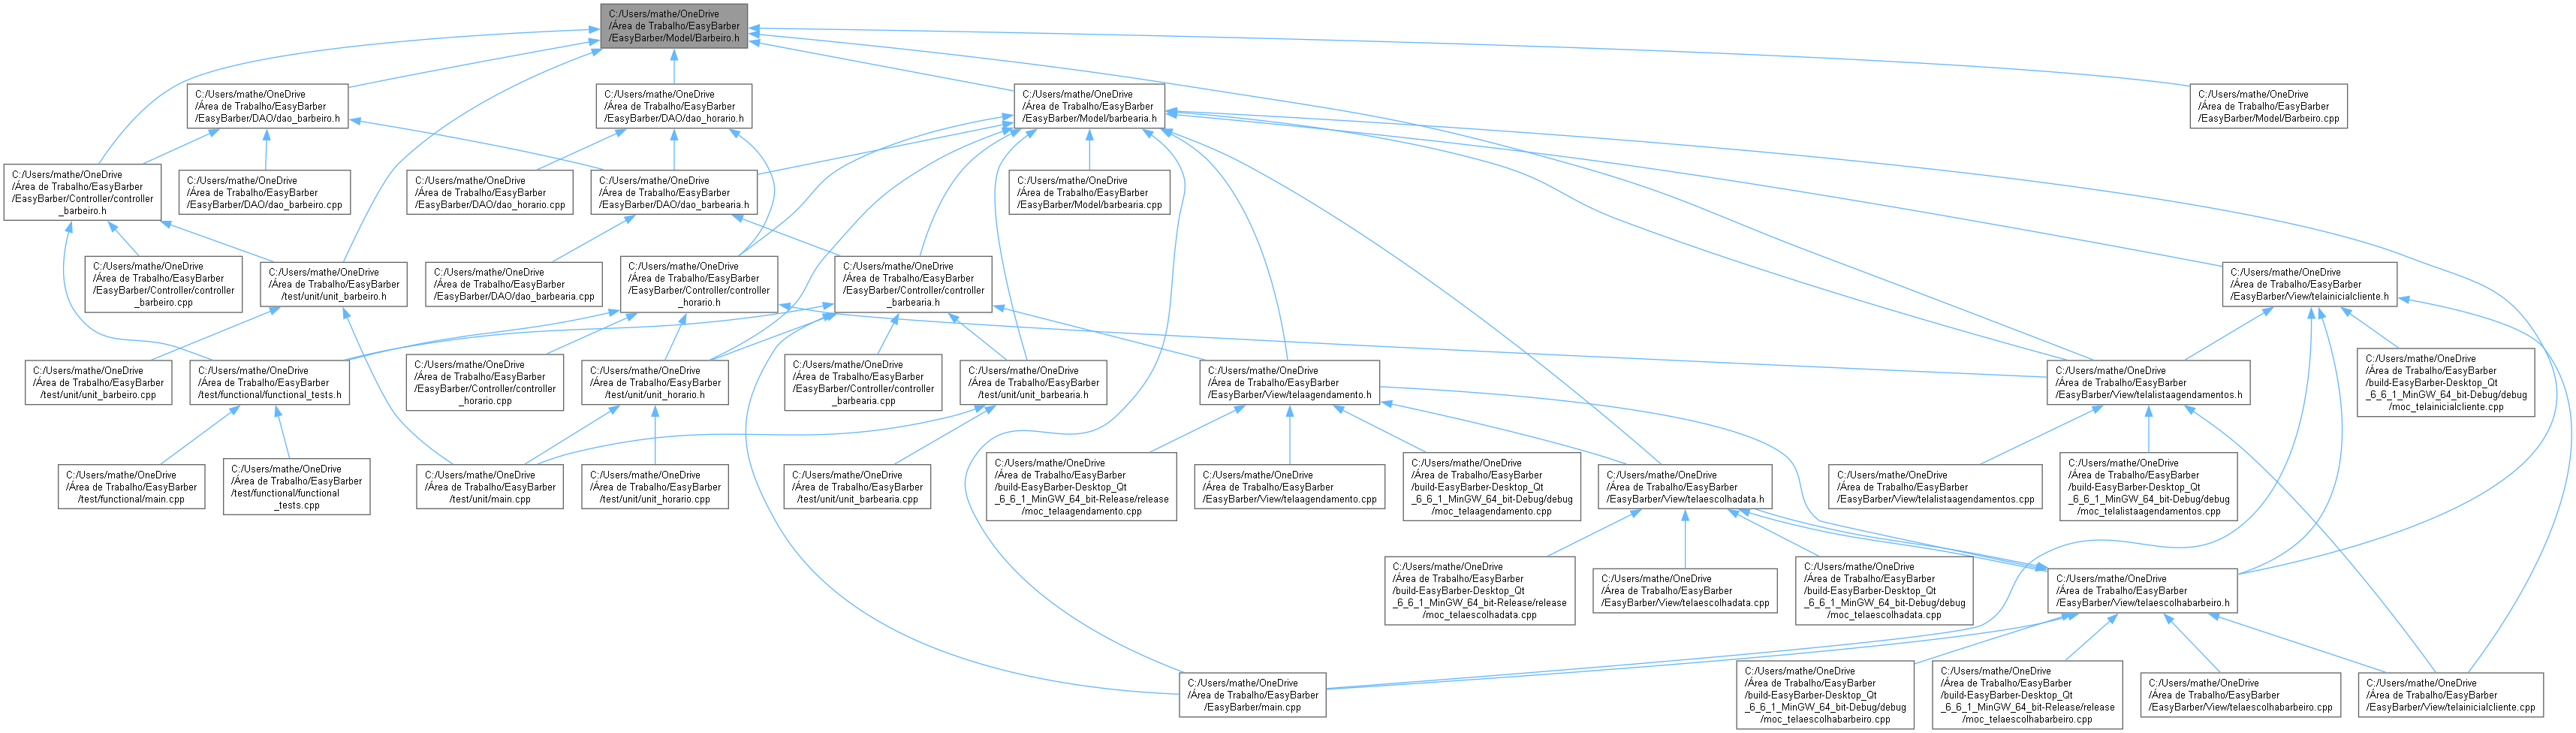 C:/Users/mathe/OneDrive
/Área de Trabalho/EasyBarber
/EasyBarber/Model/Barbeiro.h
C:/Users/mathe/OneDrive
/Área de Trabalho/EasyBarber
/EasyBarber/DAO/dao_barbeiro.h
C:/Users/mathe/OneDrive
/Área de Trabalho/EasyBarber
/EasyBarber/DAO/dao_horario.h
C:/Users/mathe/OneDrive
/Área de Trabalho/EasyBarber
/EasyBarber/Model/barbearia.h
C:/Users/mathe/OneDrive
/Área de Trabalho/EasyBarber
/EasyBarber/Model/Barbeiro.cpp
C:/Users/mathe/OneDrive
/Área de Trabalho/EasyBarber
/EasyBarber/Controller/controller
_barbeiro.h
C:/Users/mathe/OneDrive
/Área de Trabalho/EasyBarber
/EasyBarber/DAO/dao_barbeiro.cpp
C:/Users/mathe/OneDrive
/Área de Trabalho/EasyBarber
/EasyBarber/DAO/dao_horario.cpp
C:/Users/mathe/OneDrive
/Área de Trabalho/EasyBarber
/EasyBarber/DAO/dao_barbearia.h
C:/Users/mathe/OneDrive
/Área de Trabalho/EasyBarber
/EasyBarber/Model/barbearia.cpp
C:/Users/mathe/OneDrive
/Área de Trabalho/EasyBarber
/EasyBarber/Controller/controller
_barbeiro.cpp
C:/Users/mathe/OneDrive
/Área de Trabalho/EasyBarber
/test/unit/unit_barbeiro.h
C:/Users/mathe/OneDrive
/Área de Trabalho/EasyBarber
/EasyBarber/DAO/dao_barbearia.cpp
C:/Users/mathe/OneDrive
/Área de Trabalho/EasyBarber
/EasyBarber/Controller/controller
_horario.h
C:/Users/mathe/OneDrive
/Área de Trabalho/EasyBarber
/EasyBarber/Controller/controller
_barbearia.h
C:/Users/mathe/OneDrive
/Área de Trabalho/EasyBarber
/EasyBarber/View/telainicialcliente.h
C:/Users/mathe/OneDrive
/Área de Trabalho/EasyBarber
/test/unit/unit_barbeiro.cpp
C:/Users/mathe/OneDrive
/Área de Trabalho/EasyBarber
/test/functional/functional_tests.h
C:/Users/mathe/OneDrive
/Área de Trabalho/EasyBarber
/EasyBarber/Controller/controller
_horario.cpp
C:/Users/mathe/OneDrive
/Área de Trabalho/EasyBarber
/test/unit/unit_horario.h
C:/Users/mathe/OneDrive
/Área de Trabalho/EasyBarber
/EasyBarber/Controller/controller
_barbearia.cpp
C:/Users/mathe/OneDrive
/Área de Trabalho/EasyBarber
/test/unit/unit_barbearia.h
C:/Users/mathe/OneDrive
/Área de Trabalho/EasyBarber
/EasyBarber/View/telaagendamento.h
C:/Users/mathe/OneDrive
/Área de Trabalho/EasyBarber
/EasyBarber/View/telalistaagendamentos.h
C:/Users/mathe/OneDrive
/Área de Trabalho/EasyBarber
/build-EasyBarber-Desktop_Qt
_6_6_1_MinGW_64_bit-Debug/debug
/moc_telainicialcliente.cpp
C:/Users/mathe/OneDrive
/Área de Trabalho/EasyBarber
/test/functional/main.cpp
C:/Users/mathe/OneDrive
/Área de Trabalho/EasyBarber
/test/functional/functional
_tests.cpp
C:/Users/mathe/OneDrive
/Área de Trabalho/EasyBarber
/test/unit/main.cpp
C:/Users/mathe/OneDrive
/Área de Trabalho/EasyBarber
/test/unit/unit_horario.cpp
C:/Users/mathe/OneDrive
/Área de Trabalho/EasyBarber
/test/unit/unit_barbearia.cpp
C:/Users/mathe/OneDrive
/Área de Trabalho/EasyBarber
/build-EasyBarber-Desktop_Qt
_6_6_1_MinGW_64_bit-Release/release
/moc_telaagendamento.cpp
C:/Users/mathe/OneDrive
/Área de Trabalho/EasyBarber
/EasyBarber/View/telaagendamento.cpp
C:/Users/mathe/OneDrive
/Área de Trabalho/EasyBarber
/build-EasyBarber-Desktop_Qt
_6_6_1_MinGW_64_bit-Debug/debug
/moc_telaagendamento.cpp
C:/Users/mathe/OneDrive
/Área de Trabalho/EasyBarber
/EasyBarber/View/telaescolhadata.h
C:/Users/mathe/OneDrive
/Área de Trabalho/EasyBarber
/EasyBarber/View/telalistaagendamentos.cpp
C:/Users/mathe/OneDrive
/Área de Trabalho/EasyBarber
/build-EasyBarber-Desktop_Qt
_6_6_1_MinGW_64_bit-Debug/debug
/moc_telalistaagendamentos.cpp
C:/Users/mathe/OneDrive
/Área de Trabalho/EasyBarber
/build-EasyBarber-Desktop_Qt
_6_6_1_MinGW_64_bit-Release/release
/moc_telaescolhadata.cpp
C:/Users/mathe/OneDrive
/Área de Trabalho/EasyBarber
/EasyBarber/View/telaescolhadata.cpp
C:/Users/mathe/OneDrive
/Área de Trabalho/EasyBarber
/build-EasyBarber-Desktop_Qt
_6_6_1_MinGW_64_bit-Debug/debug
/moc_telaescolhadata.cpp
C:/Users/mathe/OneDrive
/Área de Trabalho/EasyBarber
/EasyBarber/View/telaescolhabarbeiro.h
C:/Users/mathe/OneDrive
/Área de Trabalho/EasyBarber
/EasyBarber/main.cpp
C:/Users/mathe/OneDrive
/Área de Trabalho/EasyBarber
/build-EasyBarber-Desktop_Qt
_6_6_1_MinGW_64_bit-Debug/debug
/moc_telaescolhabarbeiro.cpp
C:/Users/mathe/OneDrive
/Área de Trabalho/EasyBarber
/build-EasyBarber-Desktop_Qt
_6_6_1_MinGW_64_bit-Release/release
/moc_telaescolhabarbeiro.cpp
C:/Users/mathe/OneDrive
/Área de Trabalho/EasyBarber
/EasyBarber/View/telaescolhabarbeiro.cpp
C:/Users/mathe/OneDrive
/Área de Trabalho/EasyBarber
/EasyBarber/View/telainicialcliente.cpp